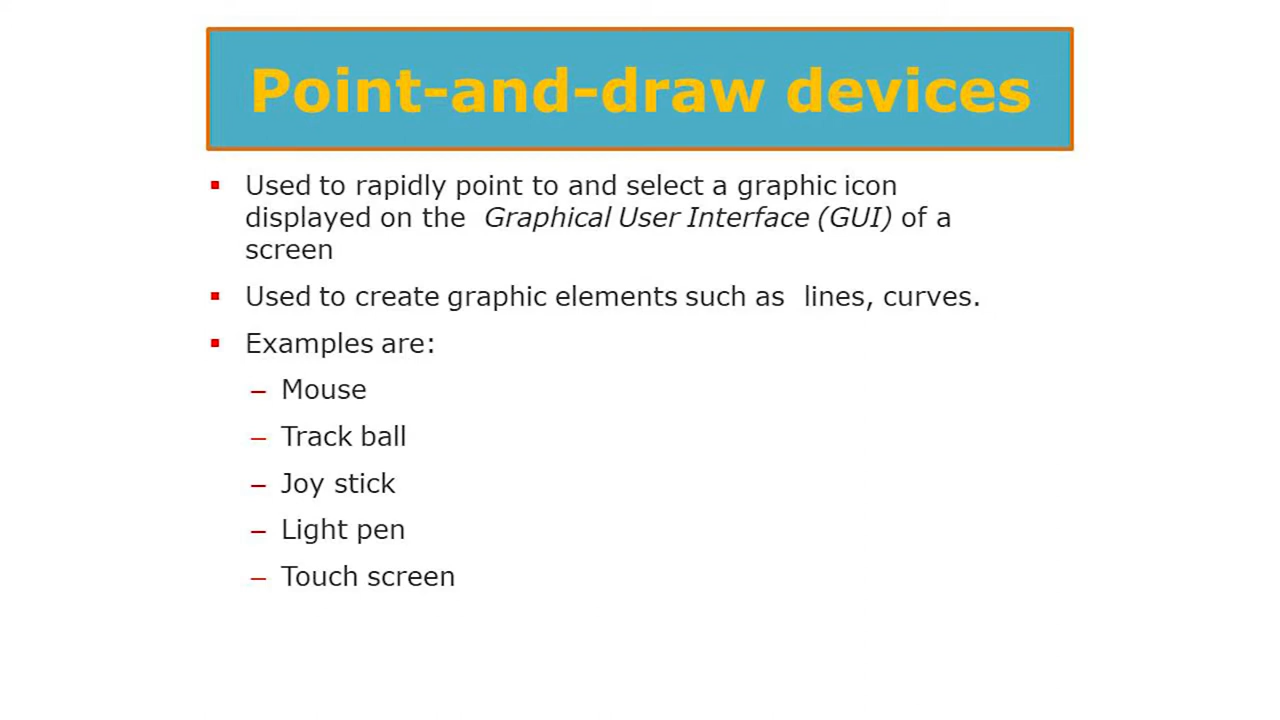 Point-and-draw devices
▪ Used to rapidly point to and select a graphic icon
displayed on the Graphical User Interface (GUI) of a
screen
▪ Used to create graphic elements such as lines, curves.
▪ Examples are:
– Mouse
– Track ball
– Joy stick
– Light pen
– Touch screen